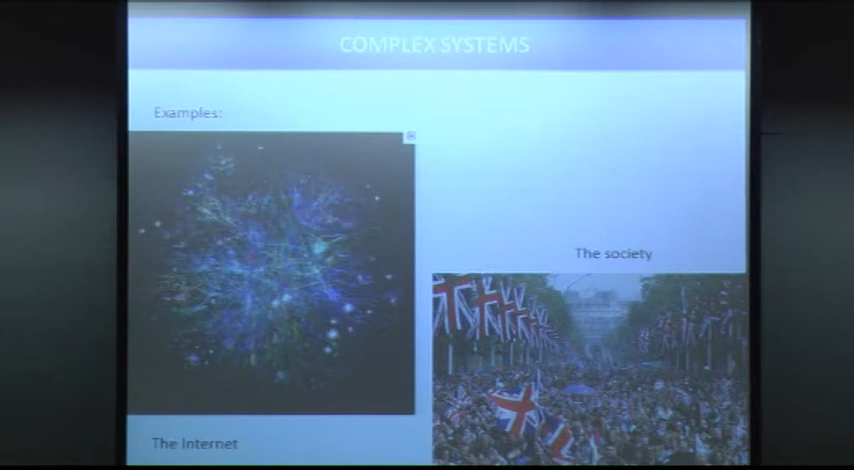 COMPLEX SYSTEMS
Examples:
The society
The Internet